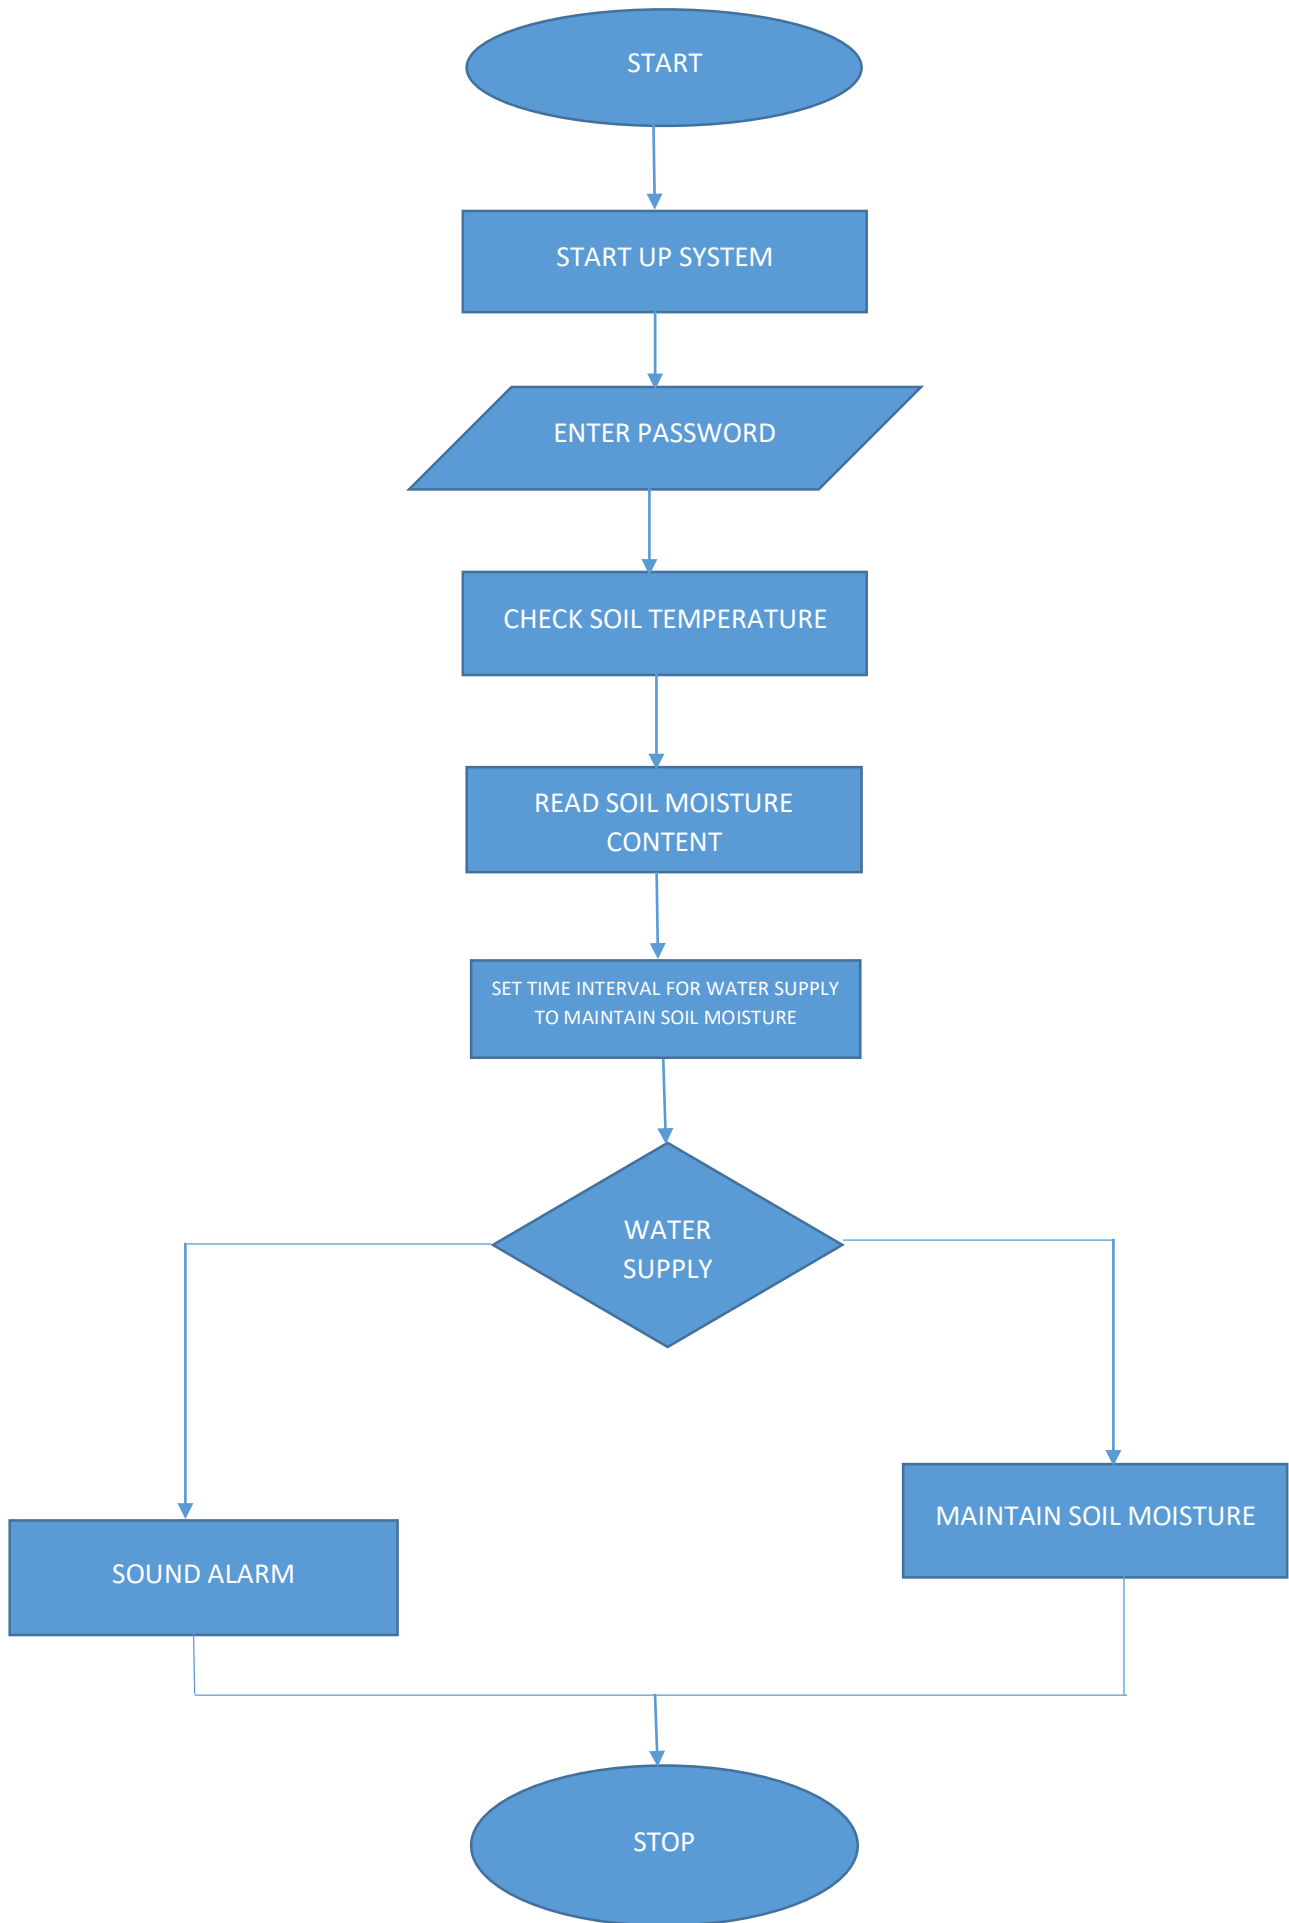 START
START UP SYSTEM
ENTER PASSWORD
CHECK SOIL TEMPERATURE
READ SOIL MOISTURE
CONTENT
SET TIME INTERVAL FOR WATER SUPPLY
TO MAINTAIN SOIL MOISTURE
WATER
SUPPLY
MAINTAIN SOIL MOISTURE
SOUND ALARM
STOP